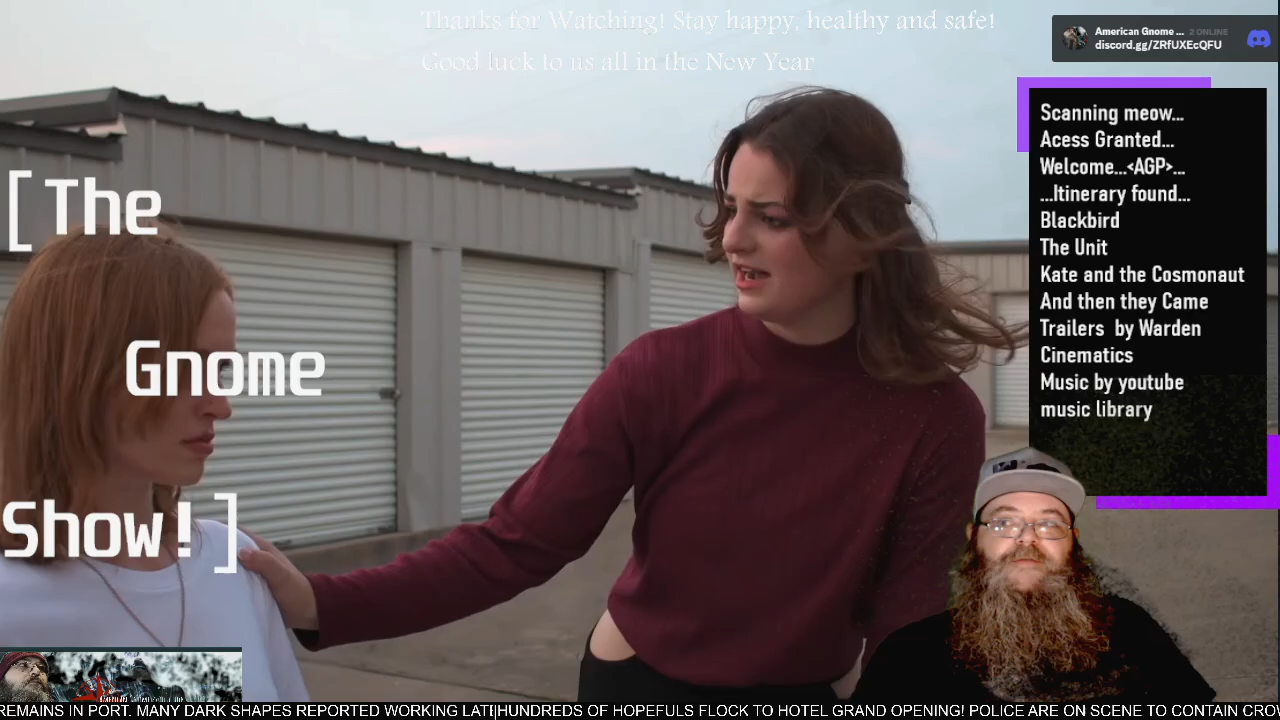 Thanks for Watching! Stay happy, healthy and safe!
Good luck to us all in the New Year
American Gnome ... 2 ONLINE
discord.gg/ZRfUXEcQFU
Scanning meow...
Acess Granted...
Welcome...<AGP>...
...Itinerary found...
Blackbird
The Unit
Kate and the Cosmonaut
And then they Came
Trailers by Warden
Cinematics
Music by youtube
music library
[ The
Gnome
Show! ]
REMAINS IN PORT. MANY DARK SHAPES REPORTED WORKING LATE|HUNDREDS OF HOPEFULS FLOCK TO HOTEL GRAND OPENING! POLICE ARE ON SCENE TO CONTAIN CROW